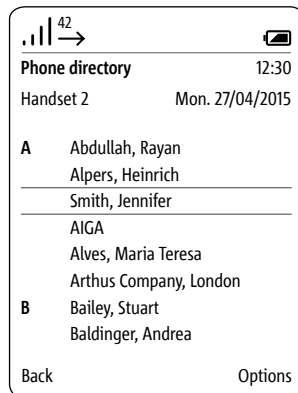 42
Phone directory 12:30
Handset 2 Mon. 27/04/2015
A Abdullah, Rayan
Alpers, Heinrich
Smith, Jennifer
AIGA
Alves, Maria Teresa
Arthus Company, London
B Bailey, Stuart
Baldinger, Andrea
Back Options